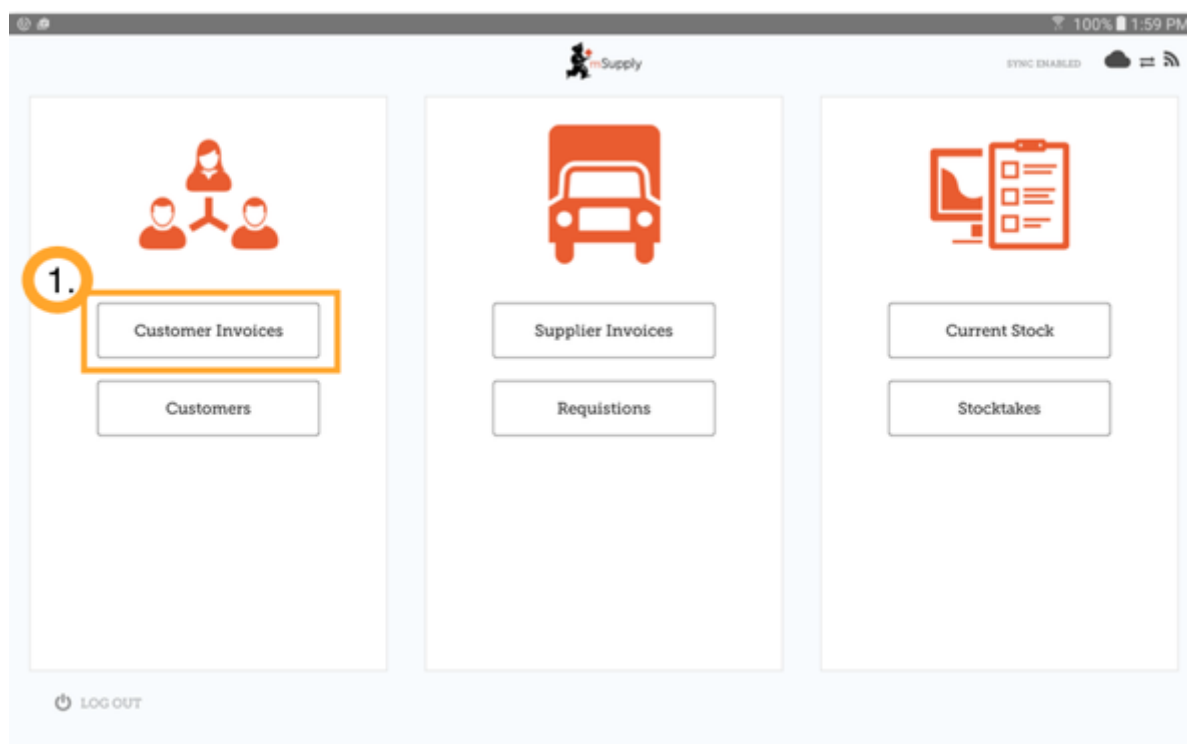 100% 1:59 PM
mSupply
SYNC ENABLED
1.
Customer Invoices
Customers
Supplier Invoices
Requistions
Current Stock
Stocktakes
LOG OUT